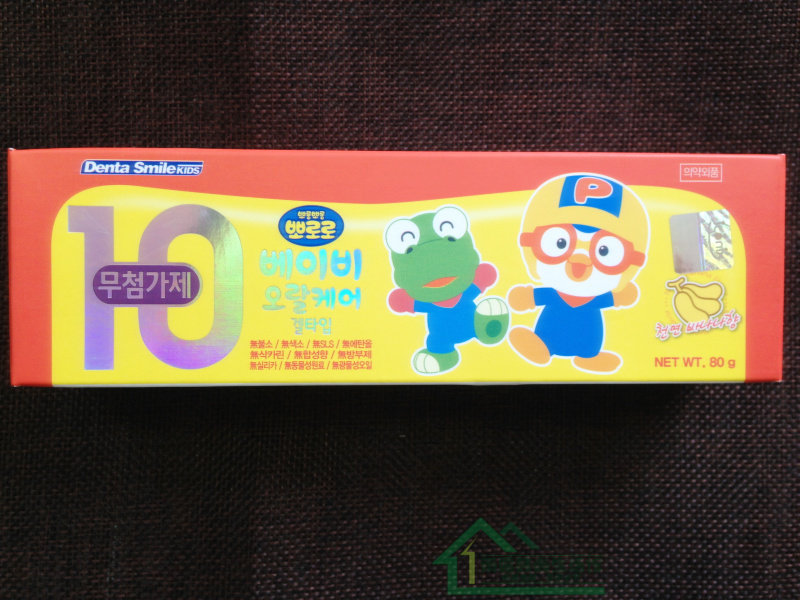 Denta Smile KIDS
의약외품
10
무첨가제
뽀롱뽀롱
뽀로로
베이비
오랄케어
겔타입
無불소 / 無색소 / 無SLS / 無에탄올
無사카린 / 無합성향 / 無방부제
無실리카 / 無동물성원료 / 無광물성오일
P
천연 바나나향
NET WT. 80 g
1